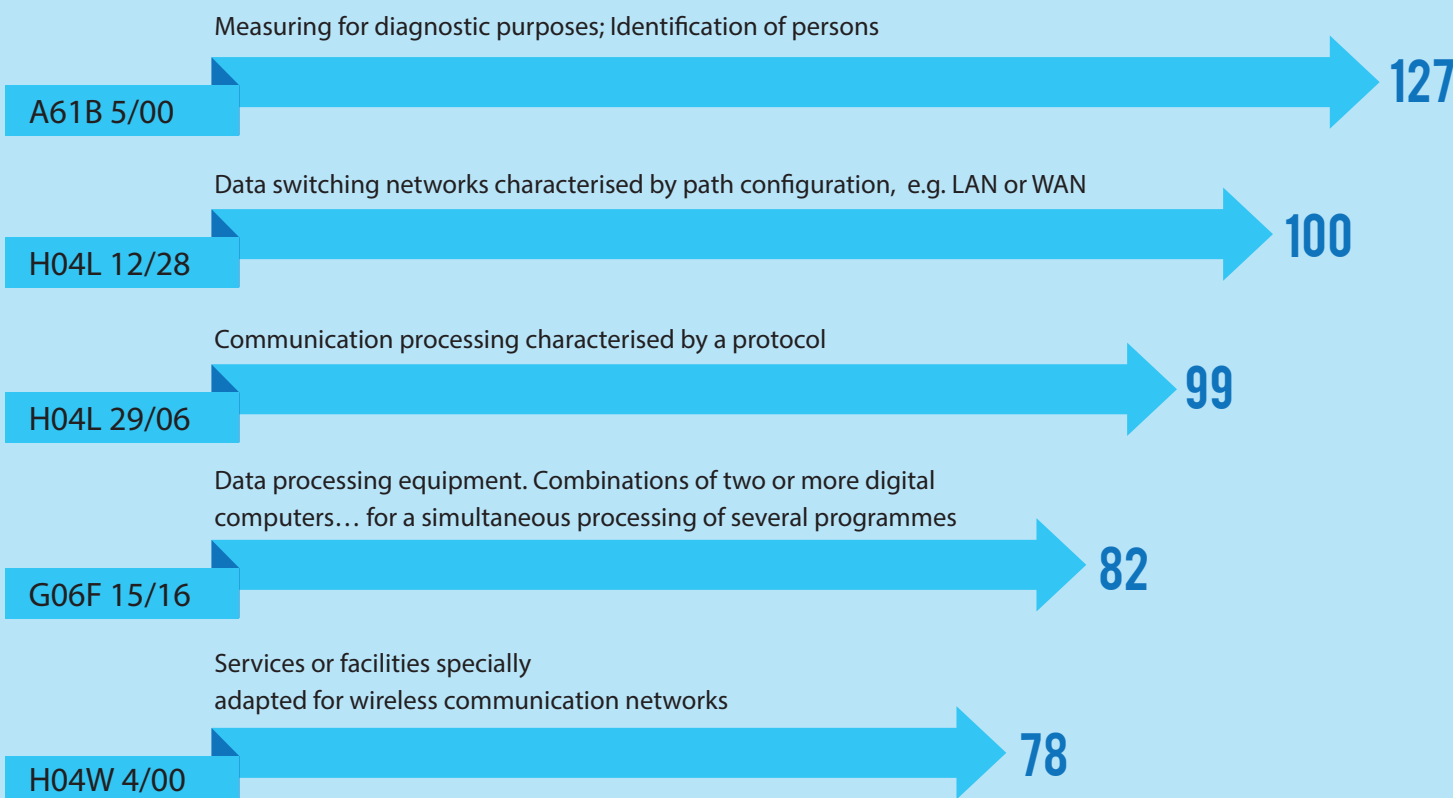 Measuring for diagnostic purposes; Identification of persons
A61B 5/00
127
Data switching networks characterised by path configuration, e.g. LAN or WAN
H04L 12/28
100
Communication processing characterised by a protocol
H04L 29/06
99
Data processing equipment. Combinations of two or more digital
computers… for a simultaneous processing of several programmes
G06F 15/16
82
Services or facilities specially
adapted for wireless communication networks
H04W 4/00
78